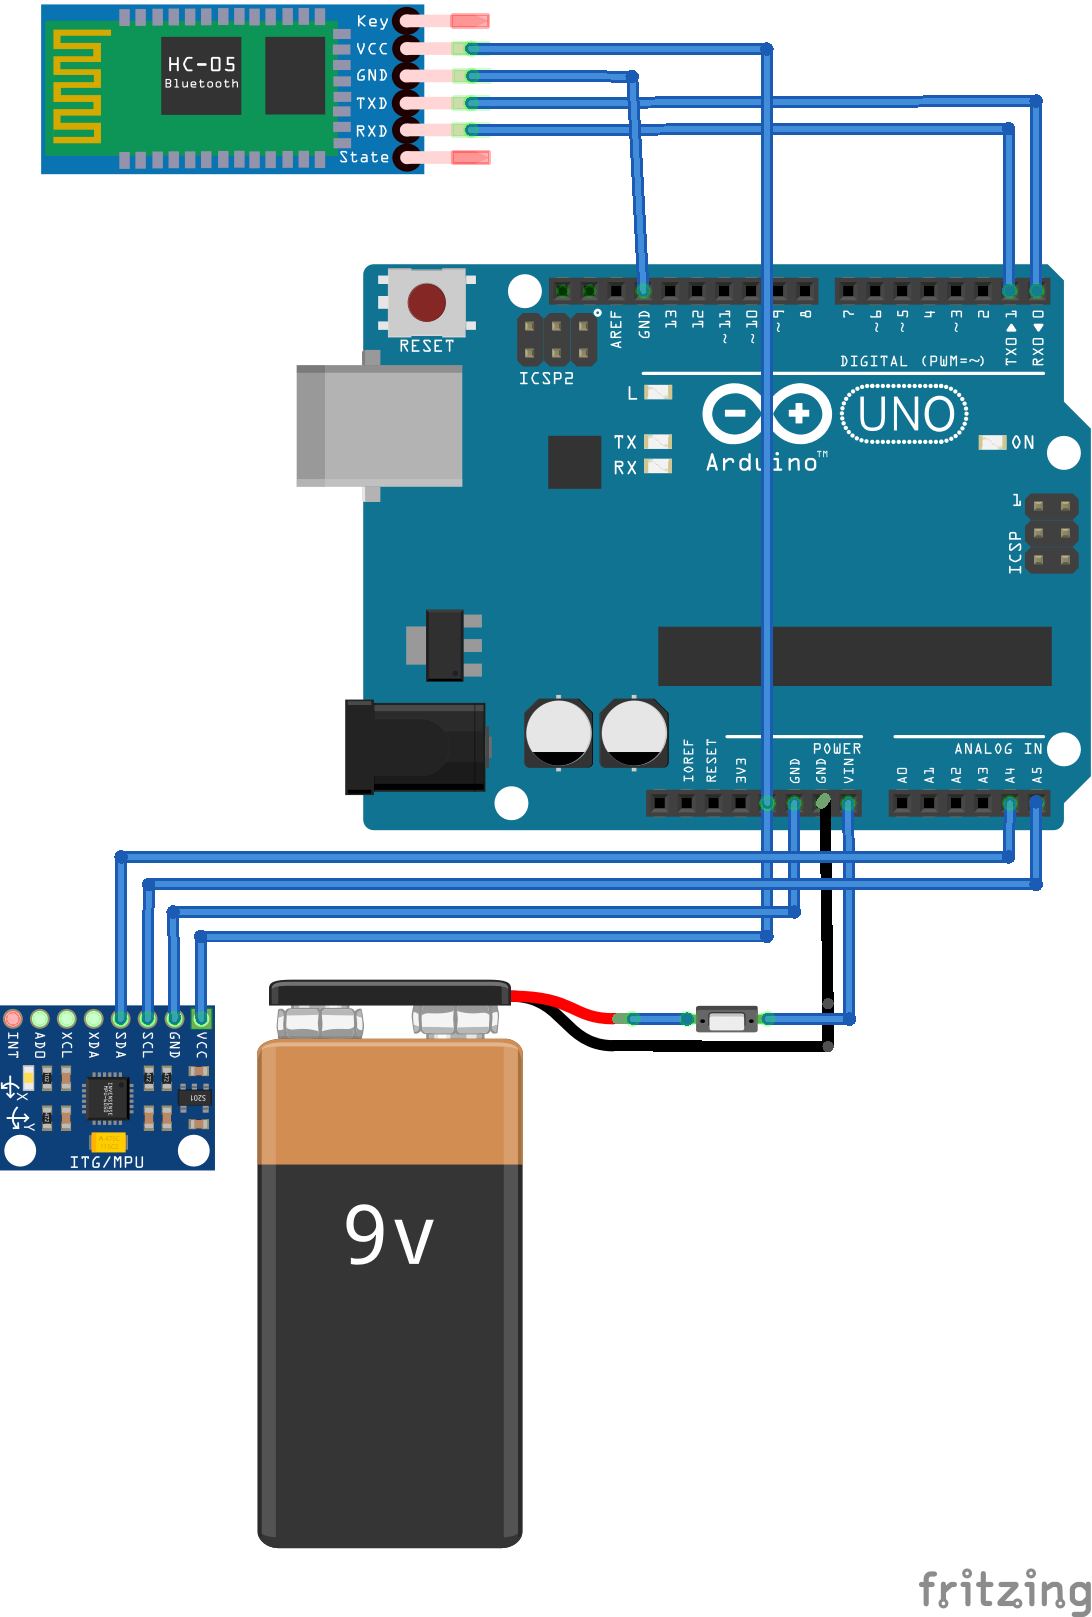 Key
VCC
HC-05
Bluetooth
GND
TXD
RXD
State
RESET
ICSP2
AREF
GND
13
12
~11
~10
~9
8
7
~6
~5
4
~3
2
TX0 ▶ 1
RX0 ◀ 0
DIGITAL (PWM=~)
L
TX
RX
Arduino™
UNO
ON
1
ICSP
IOREF
RESET
3V3
GND
GND
VIN
POWER
ANALOG IN
A0
A1
A2
A3
A4
A5
INT
ADO
XCL
XDA
SDA
SCL
GND
VCC
X
Y
S201
ITG/MPU
9v
fritzing